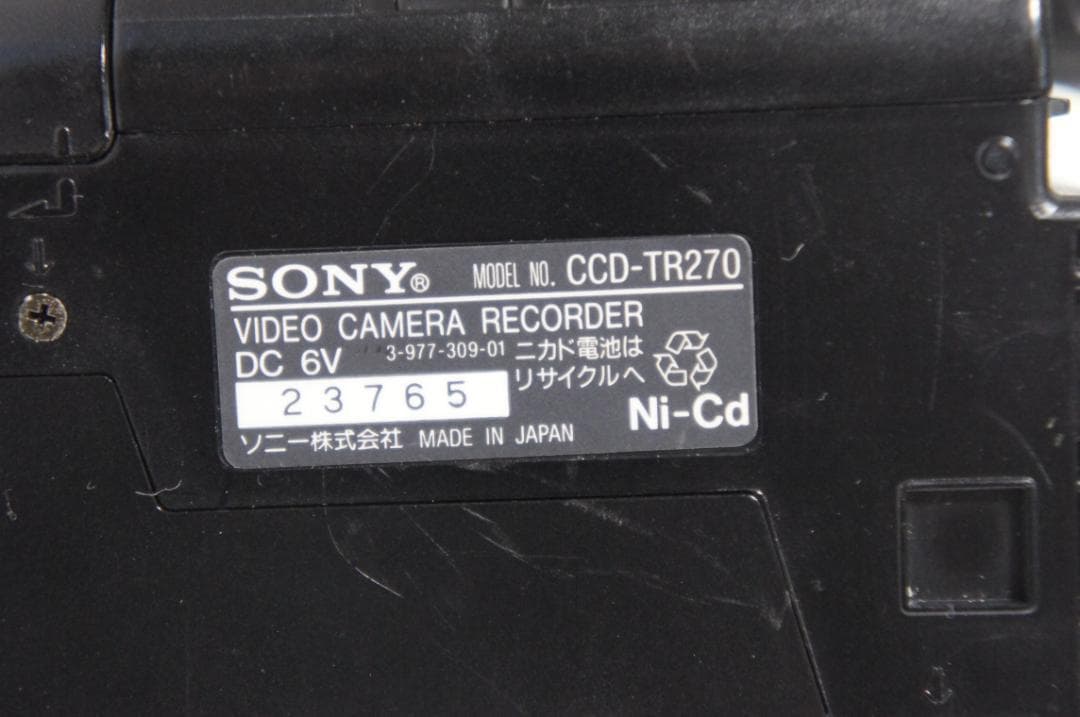 SONY® MODEL NO. CCD-TR270
VIDEO CAMERA RECORDER
DC 6V 3-977-309-01 ニカド電池は
リサイクルへ
23765
Ni-Cd
ソニー株式会社 MADE IN JAPAN